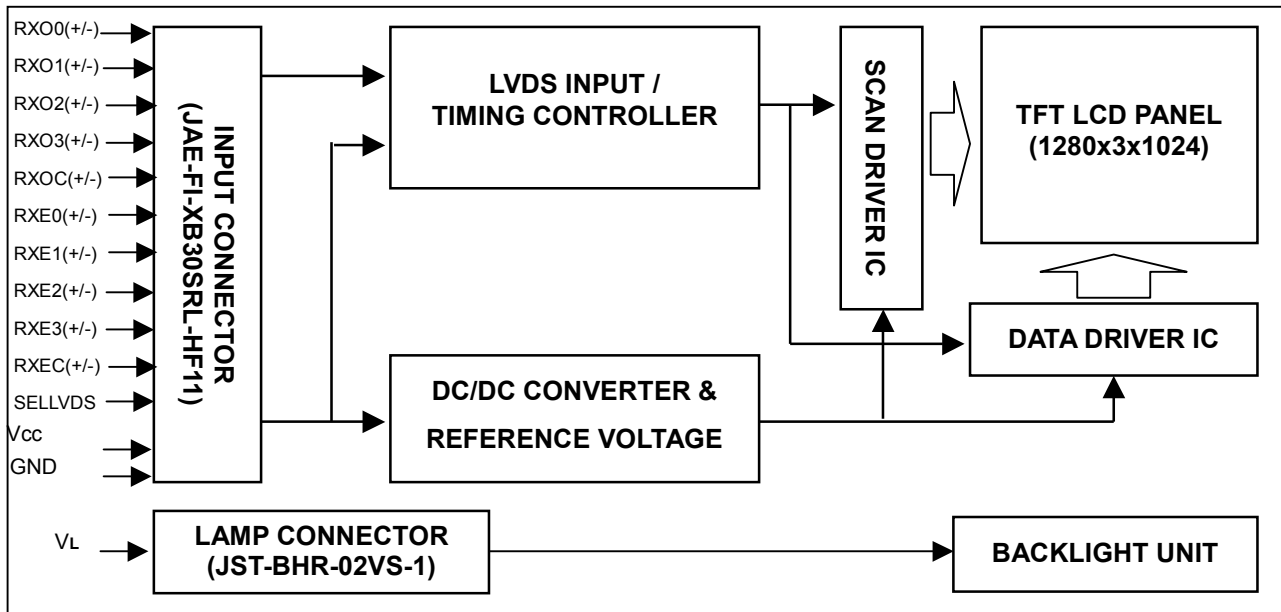 RXO0(+/-)
RXO1(+/-)
RXO2(+/-)
RXO3(+/-)
RXOC(+/-)
RXE0(+/-)
RXE1(+/-)
RXE2(+/-)
RXE3(+/-)
RXEC(+/-)
SELLVDS
Vcc
GND
VL
INPUT CONNECTOR
(JAE-FI-XB30SRL-HF11)
LVDS INPUT /
TIMING CONTROLLER
DC/DC CONVERTER &
REFERENCE VOLTAGE
SCAN DRIVER IC
TFT LCD PANEL
(1280x3x1024)
DATA DRIVER IC
LAMP CONNECTOR
(JST-BHR-02VS-1)
BACKLIGHT UNIT